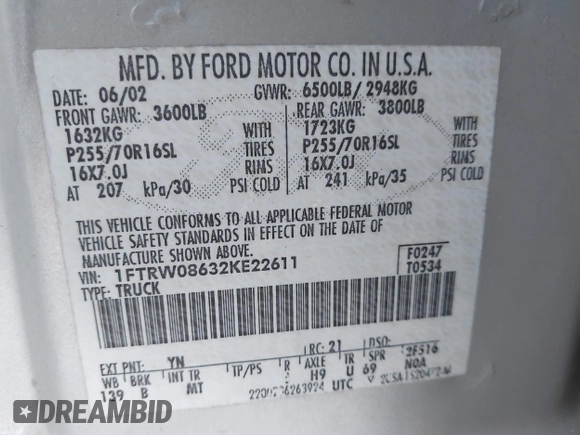 MFD. BY FORD MOTOR CO. IN U.S.A.
DATE: 06/02 GVWR: 6500LB/ 2948KG
FRONT GAWR: 3600LB REAR GAWR: 3800LB
1632KG WITH 1723KG WITH
P255/70R16SL TIRES P255/70R16SL TIRES
16X7.0J RIMS 16X7.0J RIMS
AT 207 kPa/30 PSI COLD AT 241 kPa/35 PSI COLD
THIS VEHICLE CONFORMS TO ALL APPLICABLE FEDERAL MOTOR
VEHICLE SAFETY STANDARDS IN EFFECT ON THE DATE OF
MANUFACTURE SHOWN ABOVE.
VIN: 1FTRW08632KE22611 F0247
TYPE: TRUCK T0534
EXT PNT: YN RC: 21 DSO: 2F516
WB BRK INT TR TP/PS R AXLE TR SPR N0A
139 B MT H9 U 69
UTC
DREAMBID